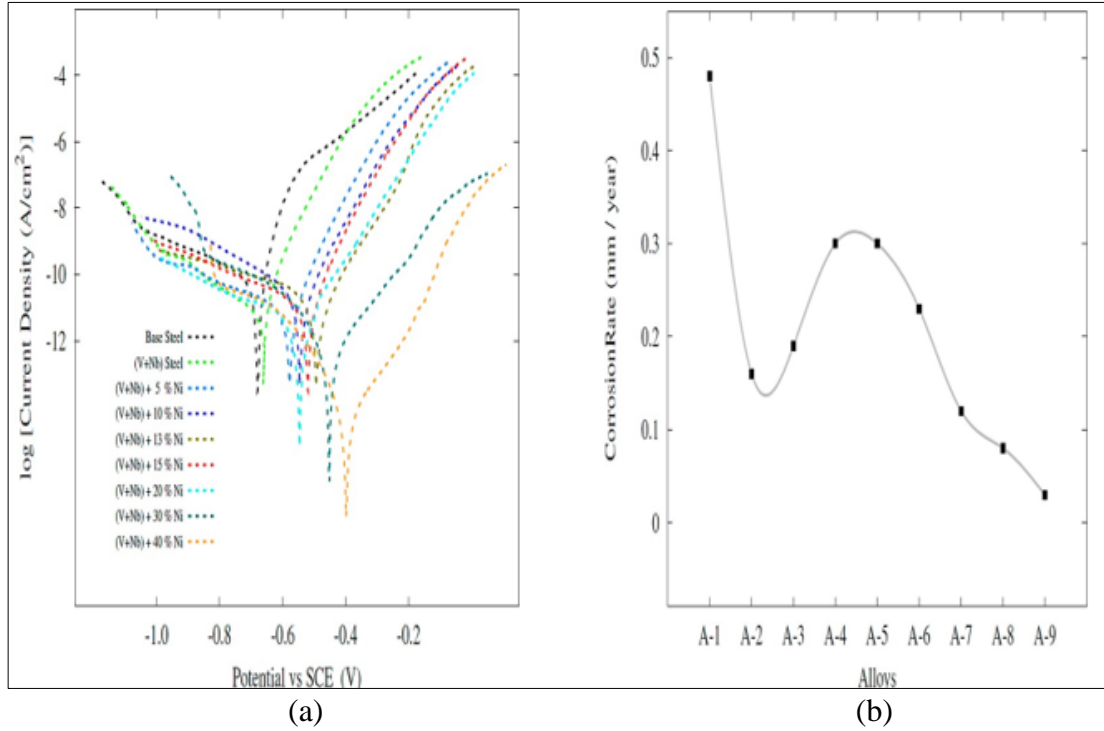 -4
-6
-8
-10
-12
log [Current Density (A/cm²)]
Base Steel
(V+Nb) Steel
(V+Nb) + 5 % Ni
(V+Nb) + 10 % Ni
(V+Nb) + 13 % Ni
(V+Nb) + 15 % Ni
(V+Nb) + 20 % Ni
(V+Nb) + 30 % Ni
(V+Nb) + 40 % Ni
-1.0 -0.8 -0.6 -0.4 -0.2
Potential vs SCE (V)
(a)
0.5
0.4
0.3
0.2
0.1
0
CorrosionRate (mm / year)
A-1 A-2 A-3 A-4 A-5 A-6 A-7 A-8 A-9
Alloys
(b)